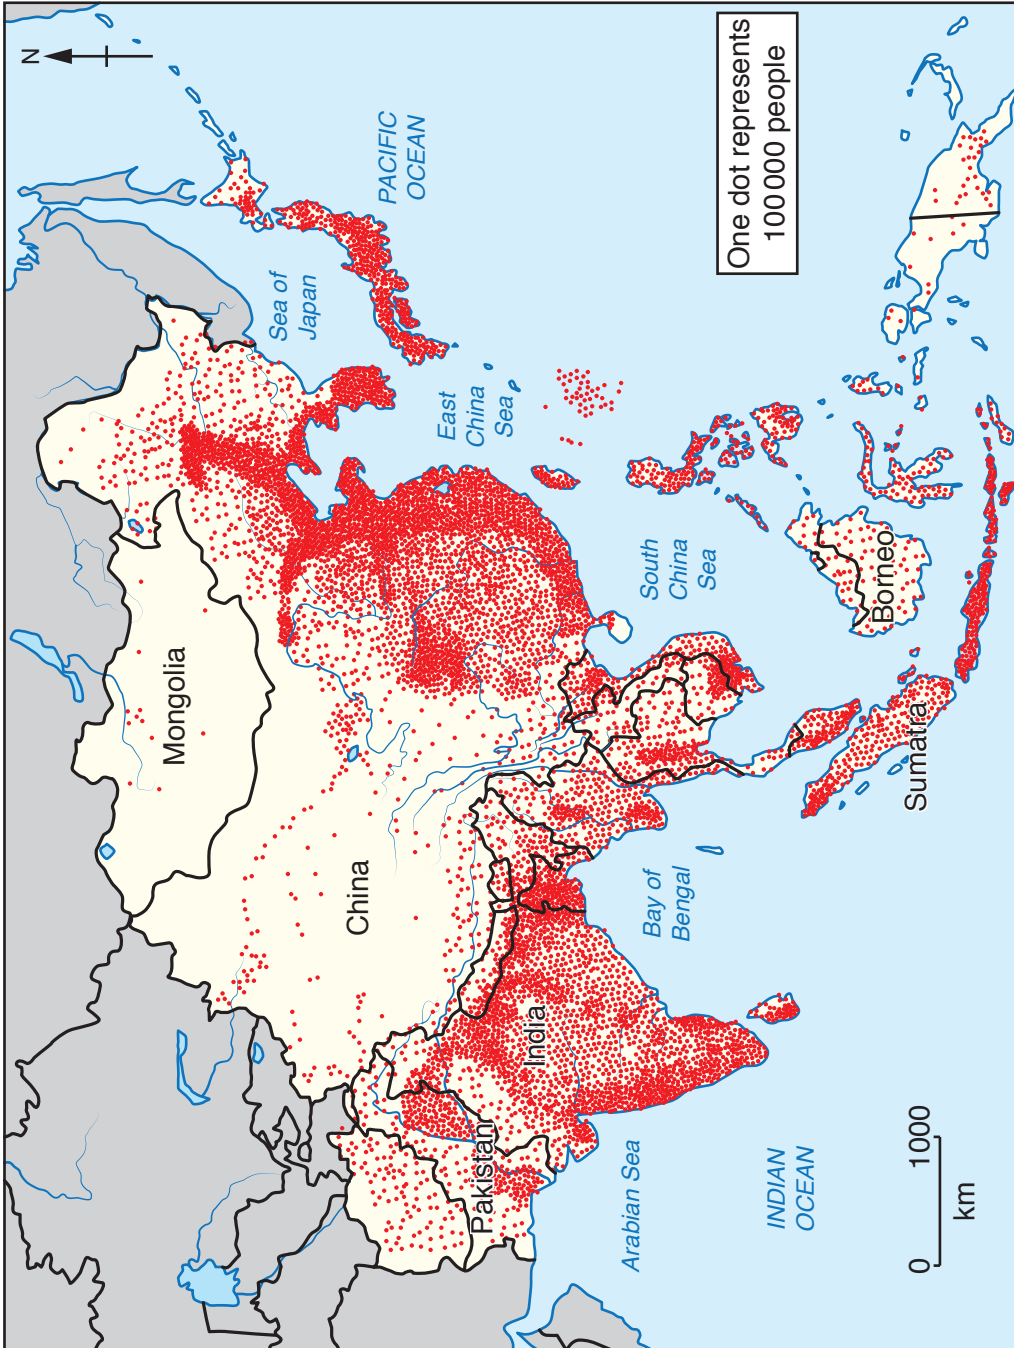 N
PACIFIC
OCEAN
Sea of
Japan
East
China
Sea
One dot represents
100 000 people
Mongolia
China
South
China
Sea
Borneo
Sumatra
Bay of
Bengal
India
Pakistan
Arabian Sea
INDIAN
OCEAN
0 1000
km